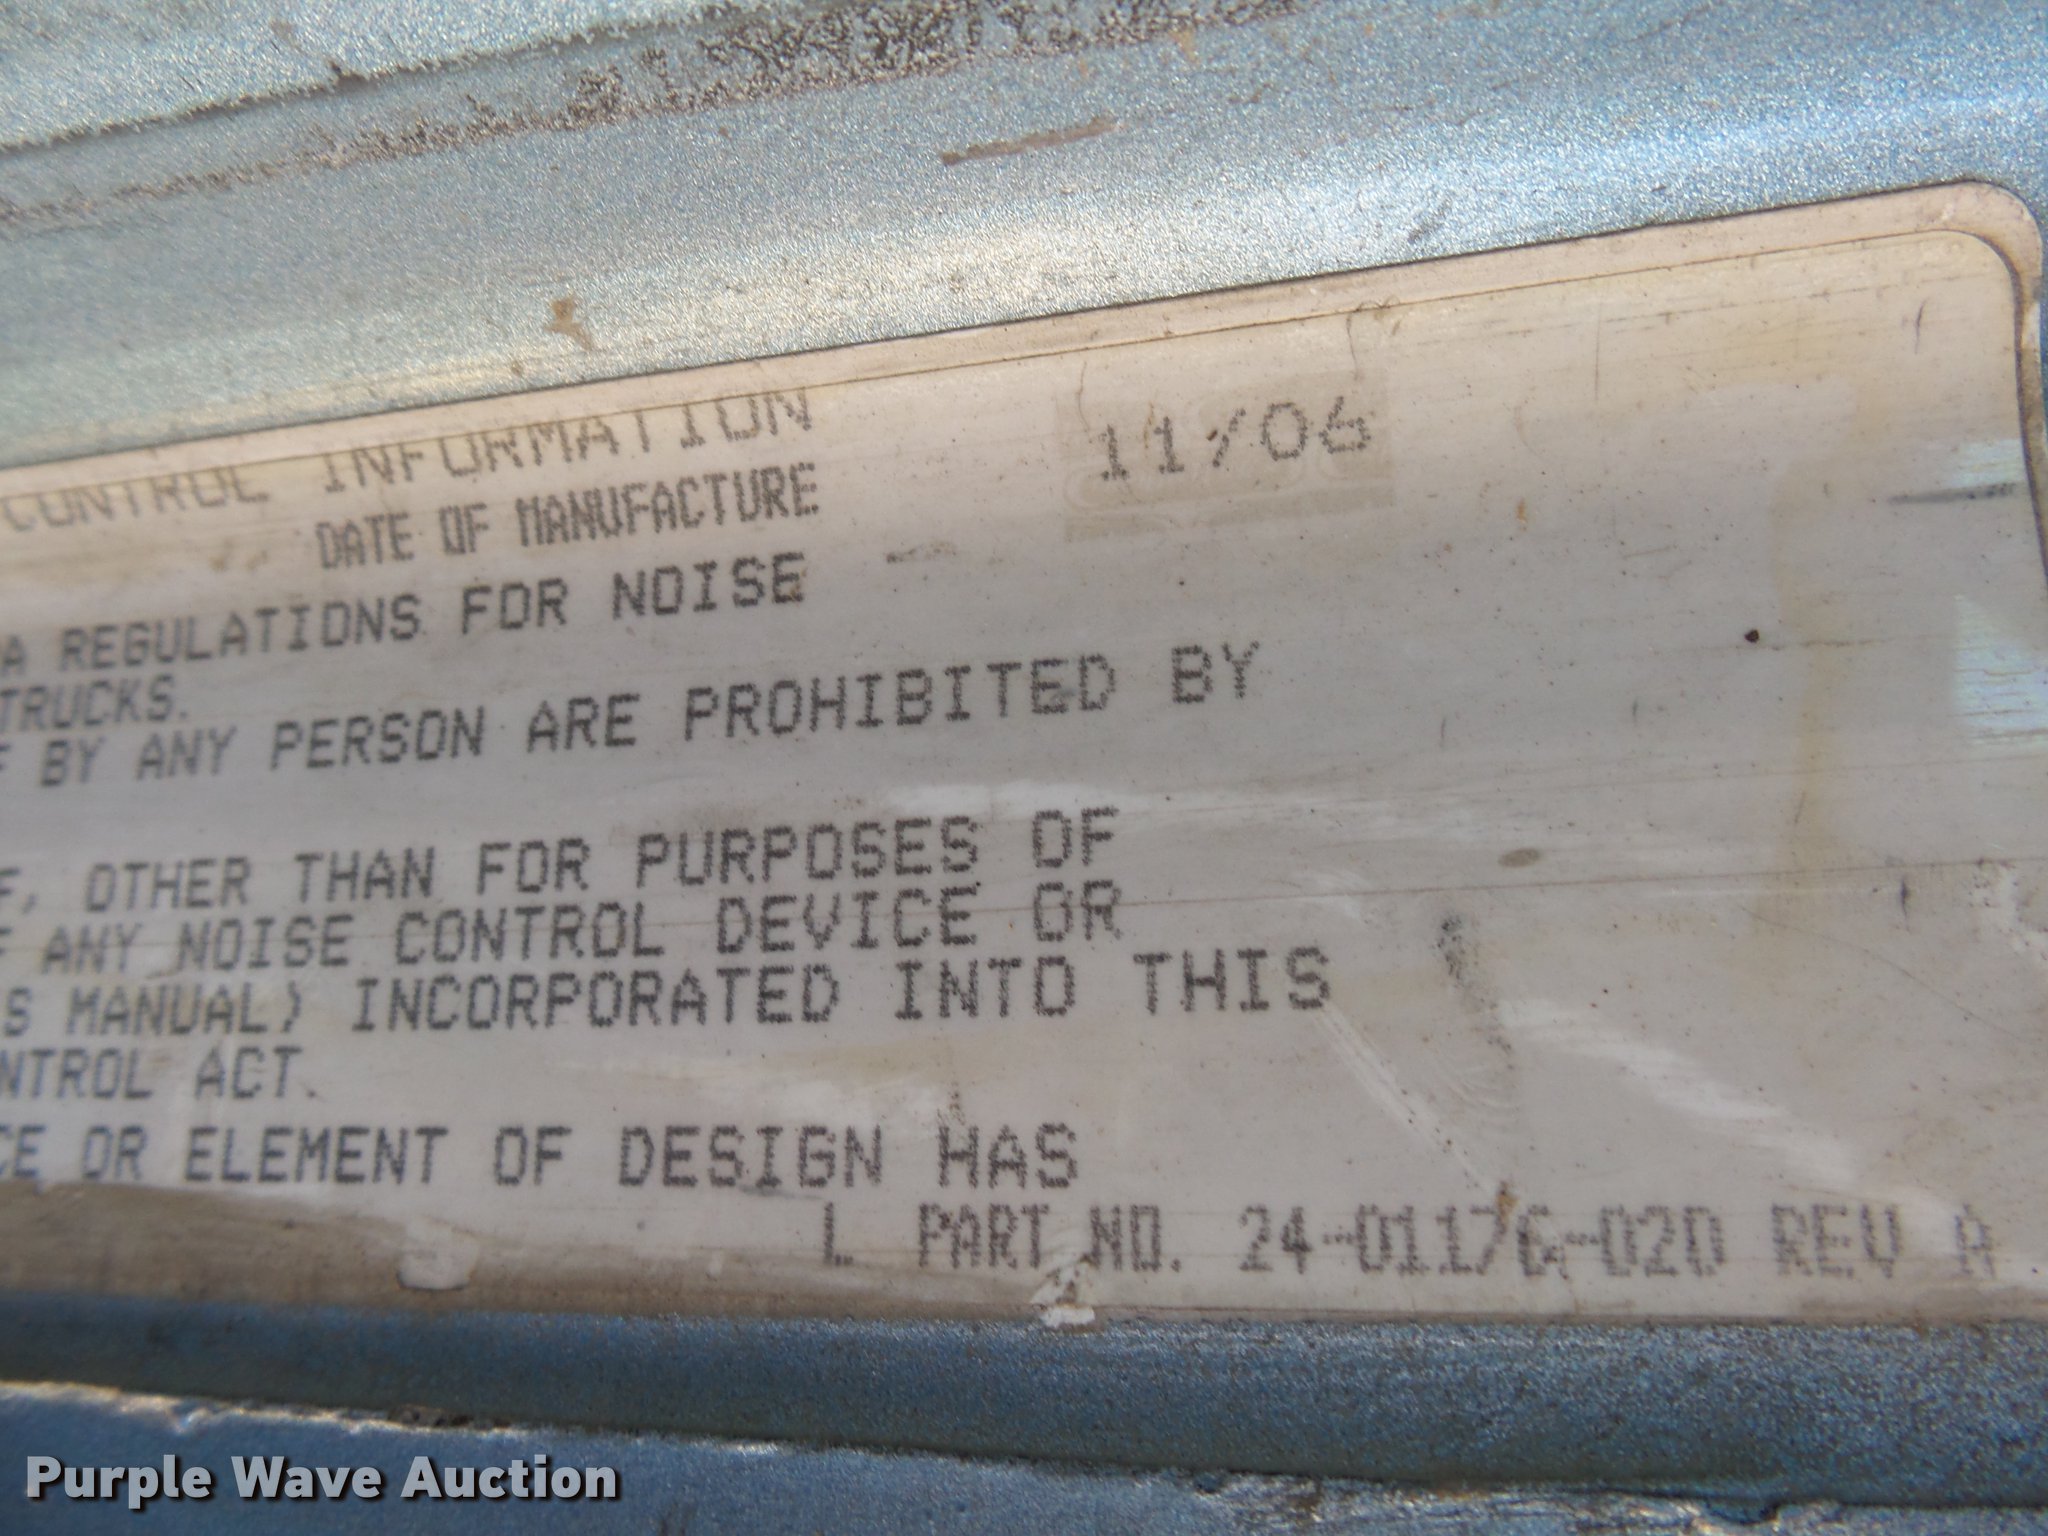 CONTROL INFORMATION
DATE OF MANUFACTURE 11/06
A REGULATIONS FOR NOISE
TRUCKS.
F BY ANY PERSON ARE PROHIBITED BY
F, OTHER THAN FOR PURPOSES OF
F ANY NOISE CONTROL DEVICE OR
S MANUAL) INCORPORATED INTO THIS
NTROL ACT.
CE OR ELEMENT OF DESIGN HAS
L PART NO. 24-01176-020 REV A
Purple Wave Auction